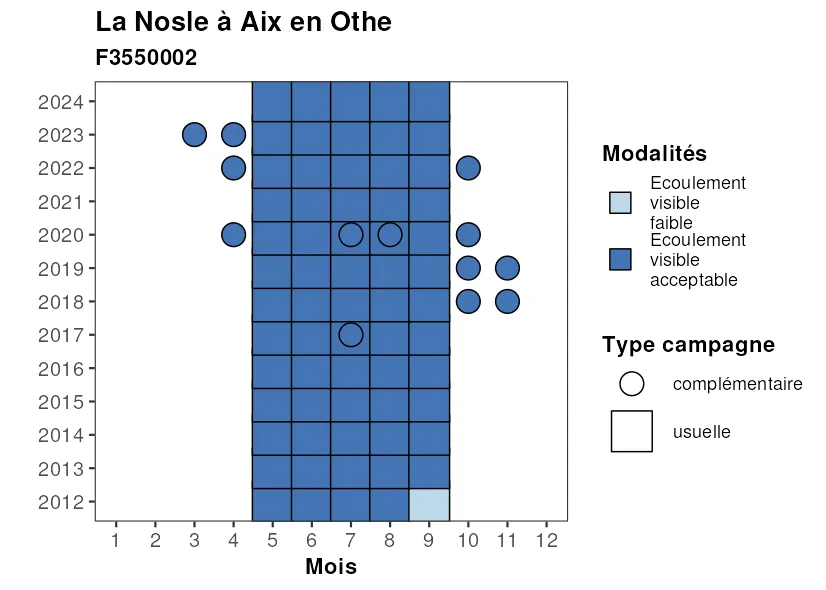 La Nosle à Aix en Othe
F3550002
2024
2023
2022
2021
2020
2019
2018
2017
2016
2015
2014
2013
2012
1 2 3 4 5 6 7 8 9 10 11 12
Mois
Modalités
Ecoulement
visible
faible
Ecoulement
visible
acceptable
Type campagne
complémentaire
usuelle